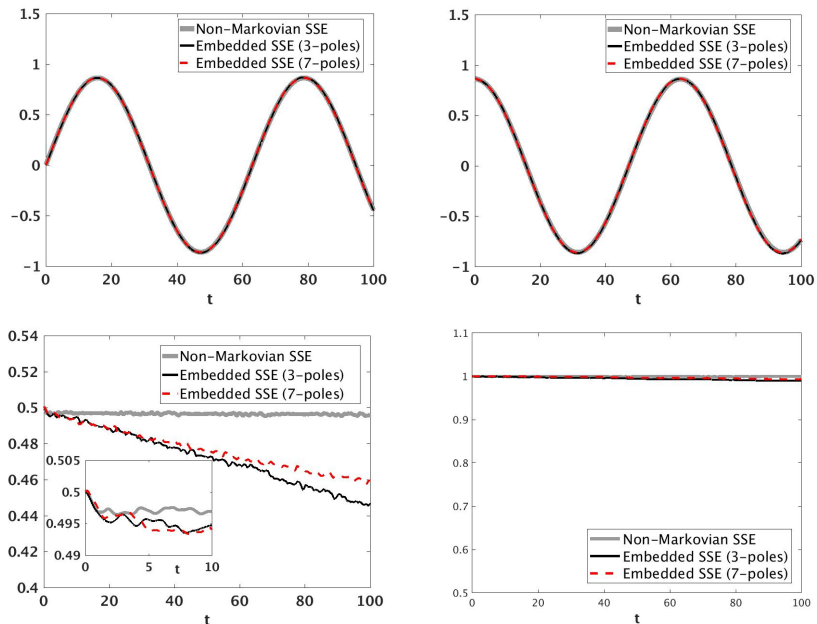 1.5
Non-Markovian SSE
Embedded SSE (3-poles)
Embedded SSE (7-poles)
1
0.5
0
-0.5
-1
0 20 40 60 80 100
t
1.5
Non-Markovian SSE
Embedded SSE (3-poles)
Embedded SSE (7-poles)
1
0.5
0
-0.5
-1
0 20 40 60 80 100
t
0.54
Non-Markovian SSE
Embedded SSE (3-poles)
Embedded SSE (7-poles)
0.52
0.5
0.48
0.46
0.44
0.42
0.4
0.505
0.5
0.495
0.49
0 5 10
t
0 20 40 60 80 100
t
1.1
1
0.9
0.8
0.7
0.6
0.5
Non-Markovian SSE
Embedded SSE (3-poles)
Embedded SSE (7-poles)
0 20 40 60 80 100
t